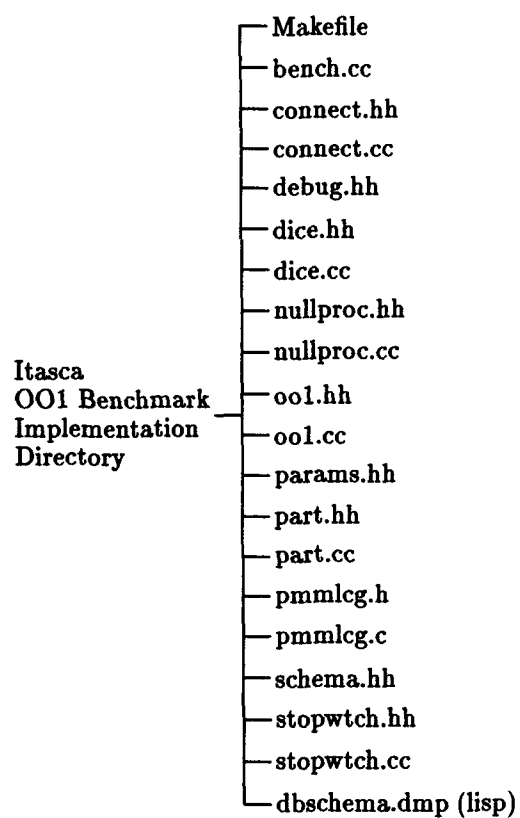 Makefile
bench.cc
connect.hh
connect.cc
debug.hh
dice.hh
dice.cc
nullproc.hh
nullproc.cc
Itasca
OO1 Benchmark
Implementation
Directory
oo1.hh
oo1.cc
params.hh
part.hh
part.cc
pmmlcg.h
pmmlcg.c
schema.hh
stopwtch.hh
stopwtch.cc
dbschema.dmp (lisp)